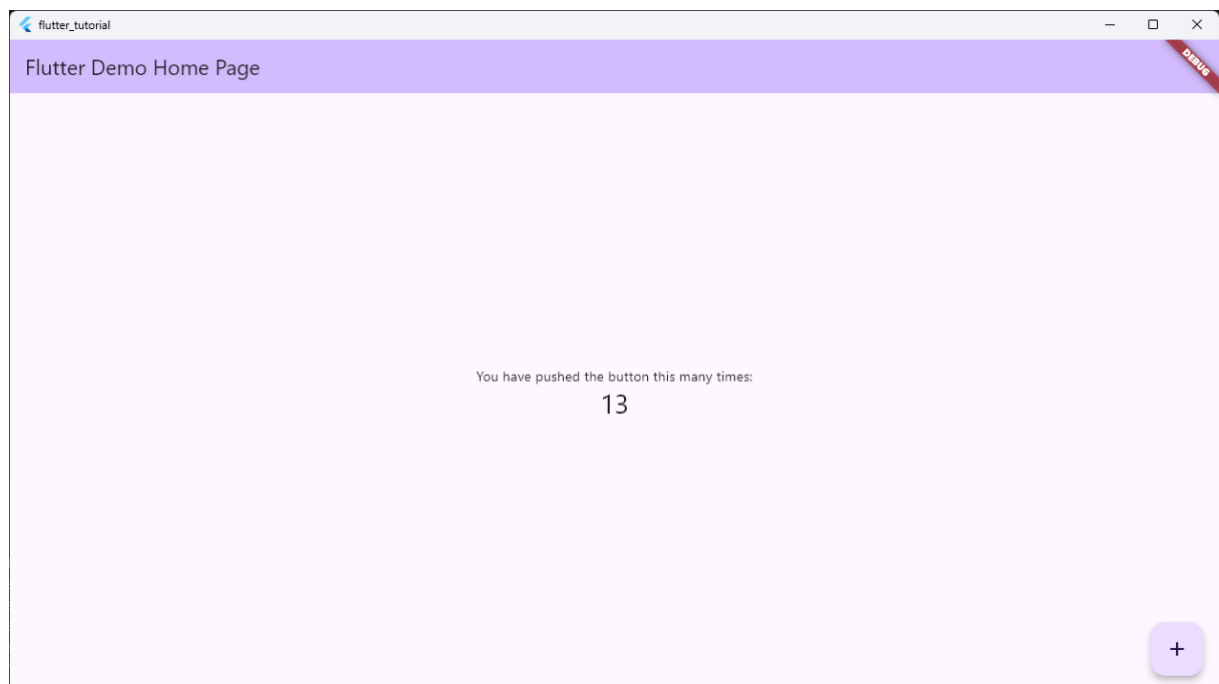 flutter_tutorial
Flutter Demo Home Page
DEBUG
You have pushed the button this many times:
13